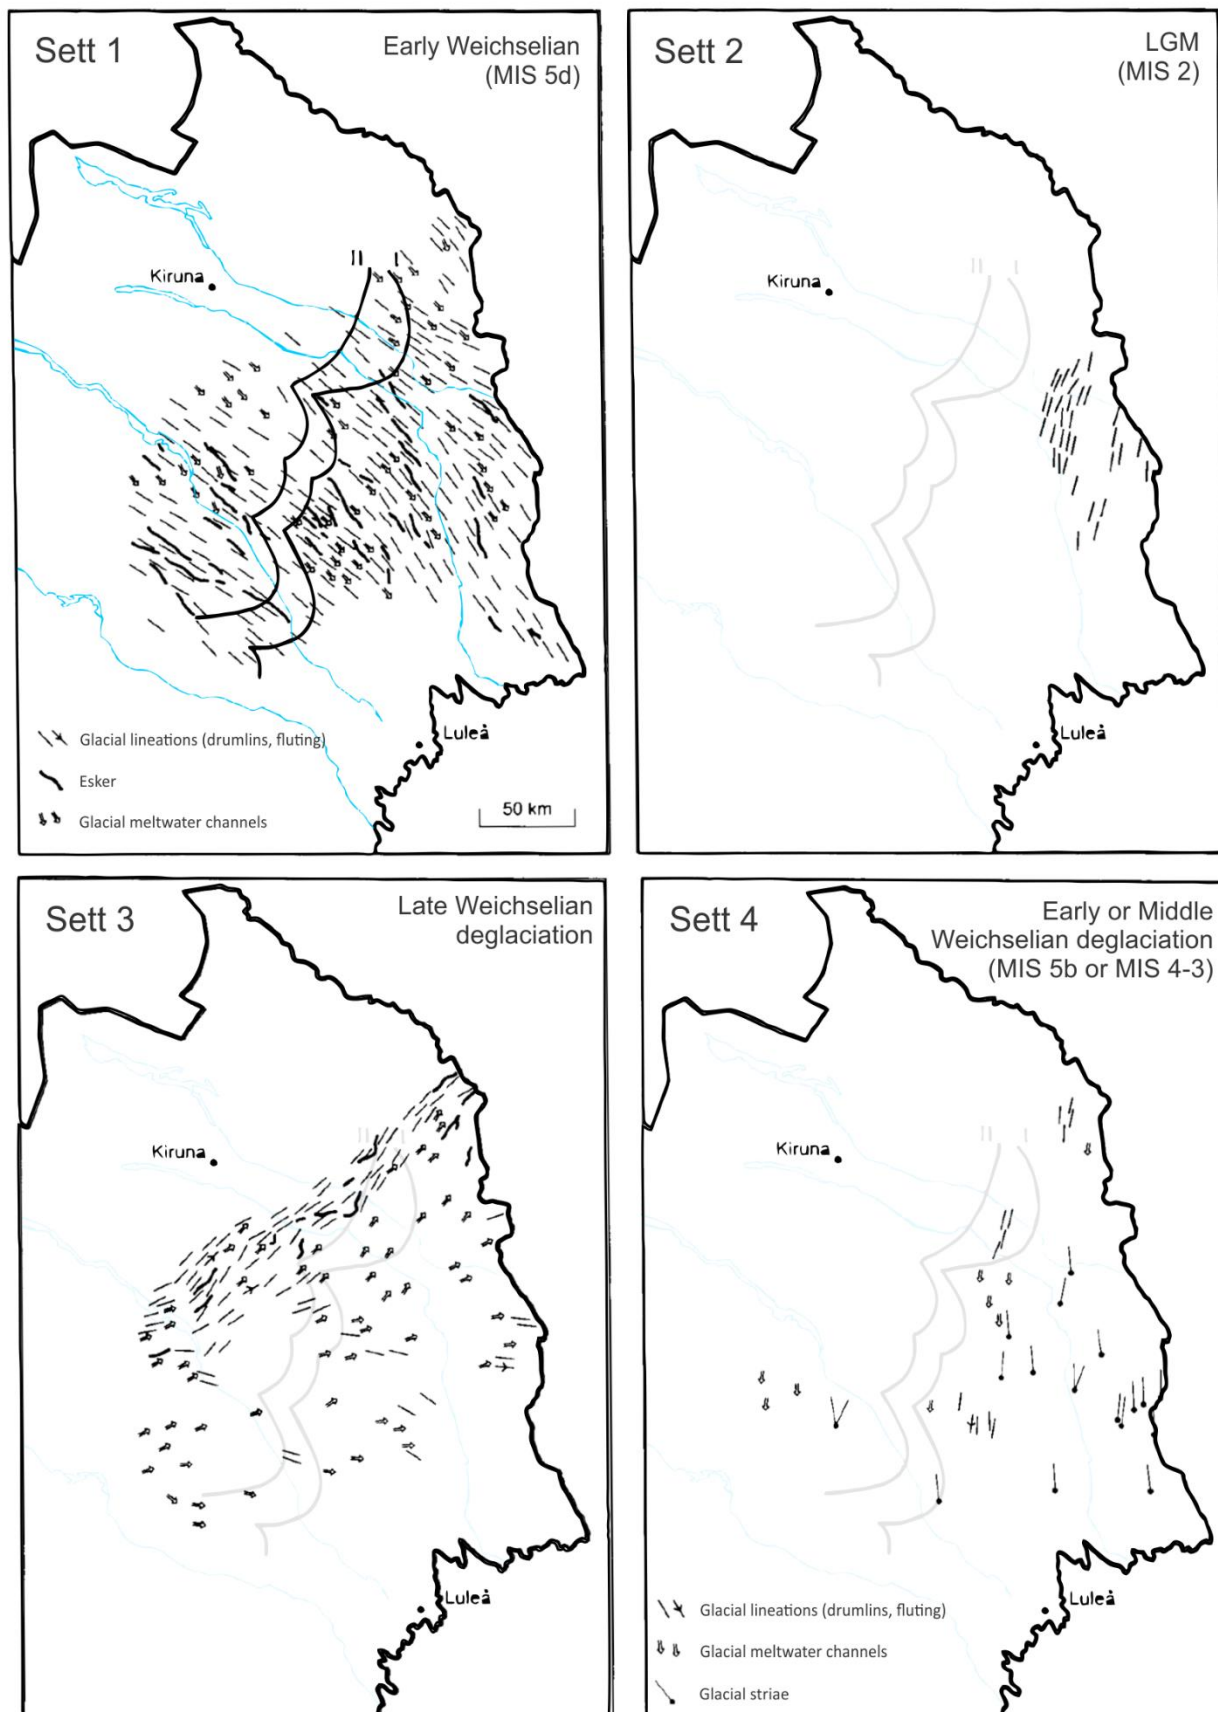 Sett 1
Early Weichselian
(MIS 5d)
II I
Kiruna
Luleå
Glacial lineations (drumlins, fluting)
Esker
Glacial meltwater channels
50 km
Sett 2
LGM
(MIS 2)
II I
Kiruna
Luleå
Sett 3
Late Weichselian
deglaciation
II I
Kiruna
Luleå
Sett 4
Early or Middle
Weichselian deglaciation
(MIS 5b or MIS 4-3)
II I
Kiruna
Luleå
Glacial lineations (drumlins, fluting)
Glacial meltwater channels
Glacial striae